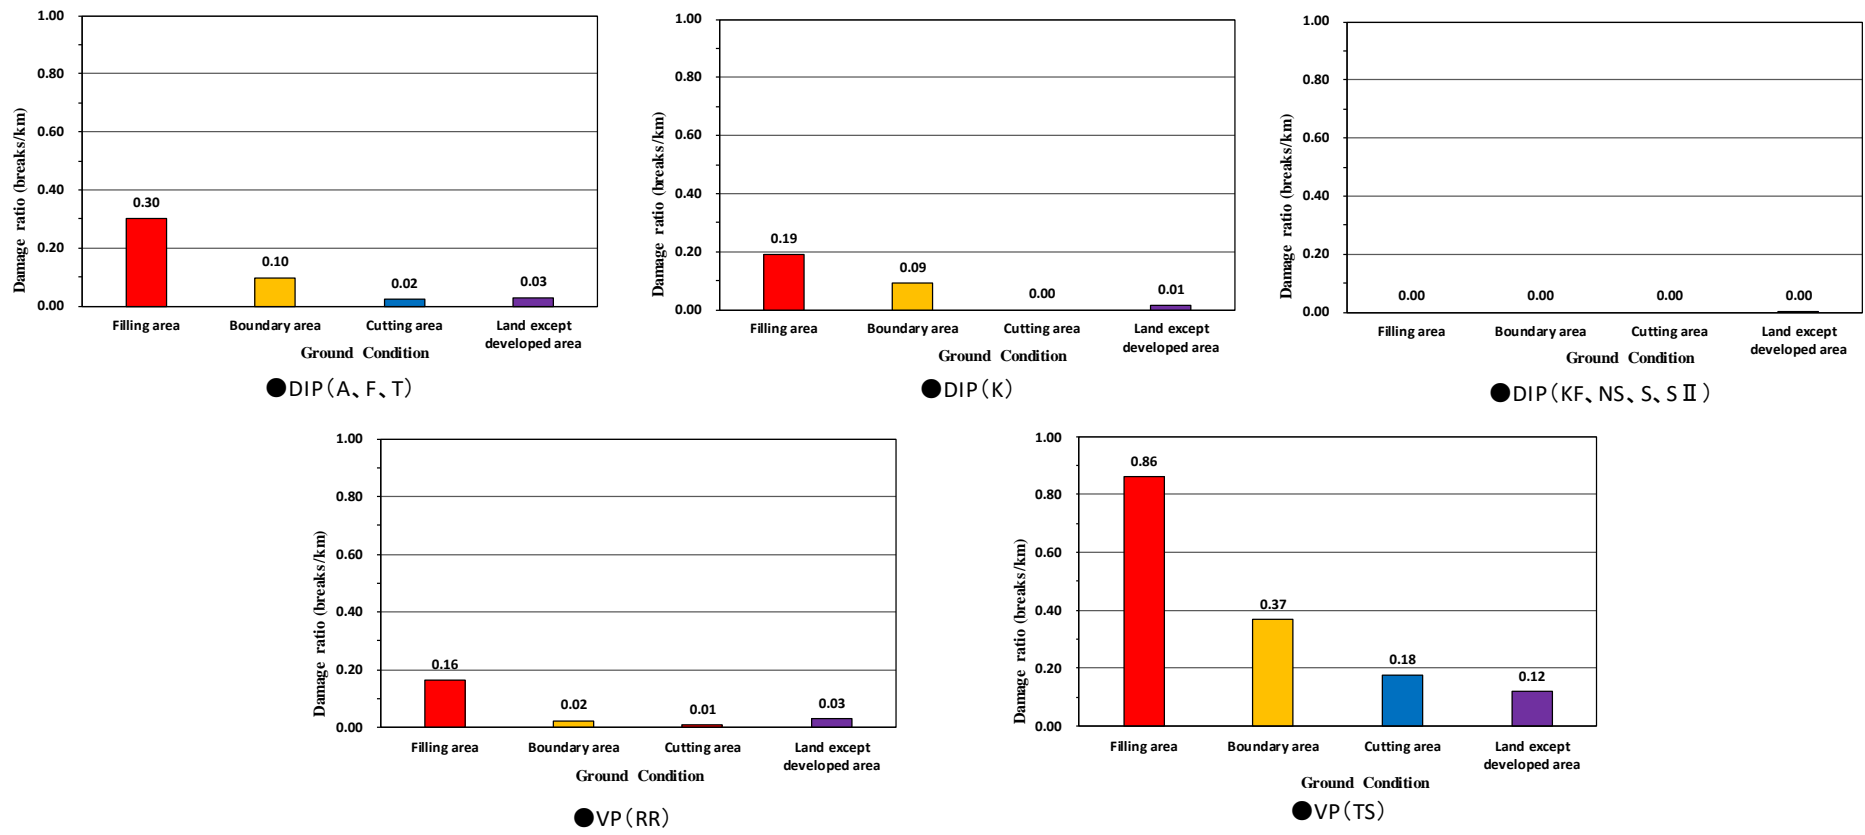 1.00
0.80
0.60
0.40
0.20
0.00
Damage ratio (breaks/km)
0.30
0.10
0.02
0.03
Filling area
Boundary area
Cutting area
Land except
developed area
Ground Condition
●DIP(A、F、T)
1.00
0.80
0.60
0.40
0.20
0.00
Damage ratio (breaks/km)
0.19
0.09
0.00
0.01
Filling area
Boundary area
Cutting area
Land except
developed area
Ground Condition
●DIP(K)
1.00
0.80
0.60
0.40
0.20
0.00
Damage ratio (breaks/km)
0.00
0.00
0.00
0.00
Filling area
Boundary area
Cutting area
Land except
developed area
Ground Condition
●DIP(KF、NS、S、SⅡ)
1.00
0.80
0.60
0.40
0.20
0.00
Damage ratio (breaks/km)
0.16
0.02
0.01
0.03
Filling area
Boundary area
Cutting area
Land except
developed area
Ground Condition
●VP(RR)
1.00
0.80
0.60
0.40
0.20
0.00
Damage ratio (breaks/km)
0.86
0.37
0.18
0.12
Filling area
Boundary area
Cutting area
Land except
developed area
Ground Condition
●VP(TS)